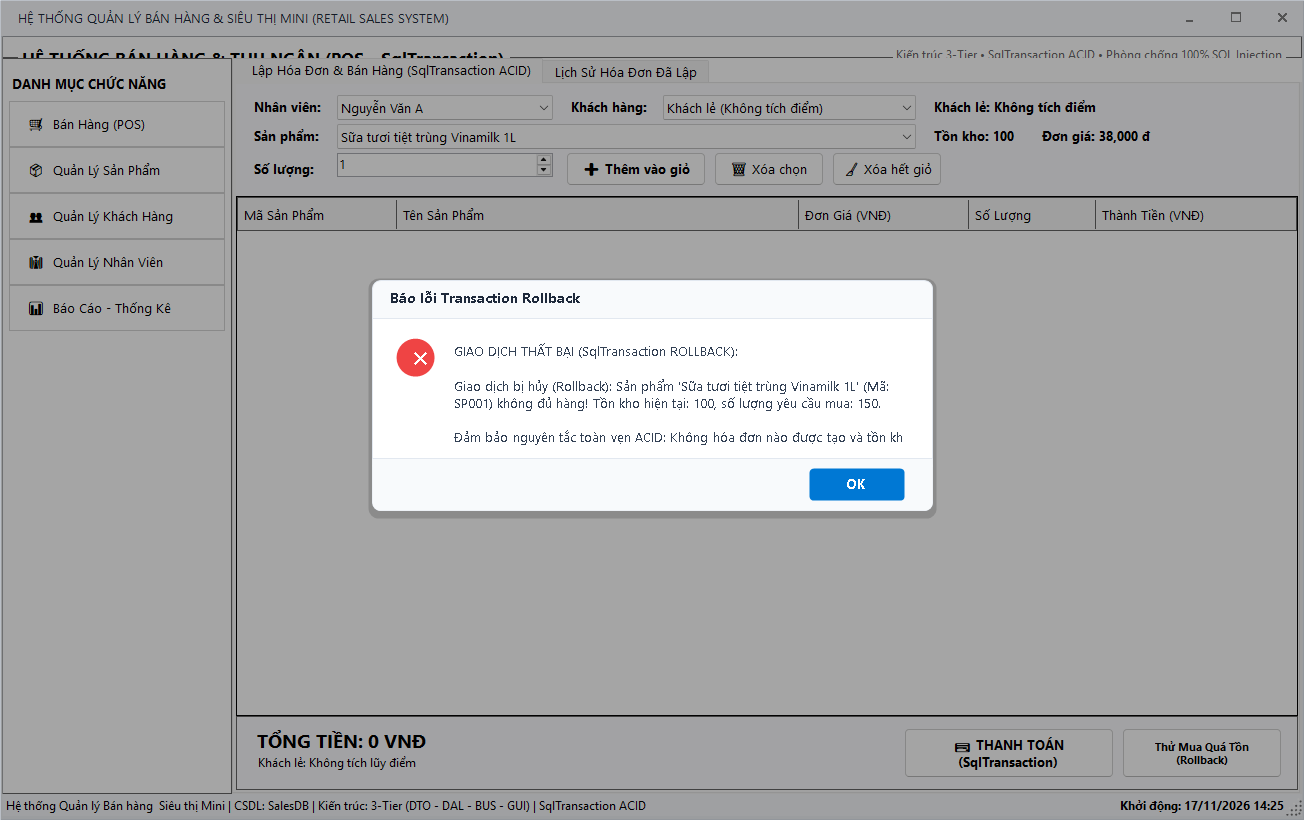 HỆ THỐNG QUẢN LÝ BÁN HÀNG & SIÊU THỊ MINI (RETAIL SALES SYSTEM)
HỆ THỐNG BÁN HÀNG & THU NGÂN (POS - SqlTransaction)
Kiến trúc 3-Tier • SqlTransaction ACID • Phòng chống 100% SQL Injection
DANH MỤC CHỨC NĂNG
Bán Hàng (POS)
Quản Lý Sản Phẩm
Quản Lý Khách Hàng
Quản Lý Nhân Viên
Báo Cáo - Thống Kê
Lập Hóa Đơn & Bán Hàng (SqlTransaction ACID)
Lịch Sử Hóa Đơn Đã Lập
Nhân viên: Nguyễn Văn A Khách hàng: Khách lẻ (Không tích điểm) Khách lẻ: Không tích điểm
Sản phẩm: Sữa tươi tiệt trùng Vinamilk 1L Tồn kho: 100 Đơn giá: 38,000 đ
Số lượng: 1 Thêm vào giỏ Xóa chọn Xóa hết giỏ
Mã Sản Phẩm Tên Sản Phẩm Đơn Giá (VNĐ) Số Lượng Thành Tiền (VNĐ)
Báo lỗi Transaction Rollback
GIAO DỊCH THẤT BẠI (SqlTransaction ROLLBACK):
Giao dịch bị hủy (Rollback): Sản phẩm 'Sữa tươi tiệt trùng Vinamilk 1L' (Mã:
SP001) không đủ hàng! Tồn kho hiện tại: 100, số lượng yêu cầu mua: 150.
Đảm bảo nguyên tắc toàn vẹn ACID: Không hóa đơn nào được tạo và tồn kh
OK
TỔNG TIỀN: 0 VNĐ
Khách lẻ: Không tích lũy điểm
THANH TOÁN
(SqlTransaction)
Thử Mua Quá Tồn
(Rollback)
Hệ thống Quản lý Bán hàng  Siêu thị Mini | CSDL: SalesDB | Kiến trúc: 3-Tier (DTO - DAL - BUS - GUI) | SqlTransaction ACID
Khởi động: 17/11/2026 14:25